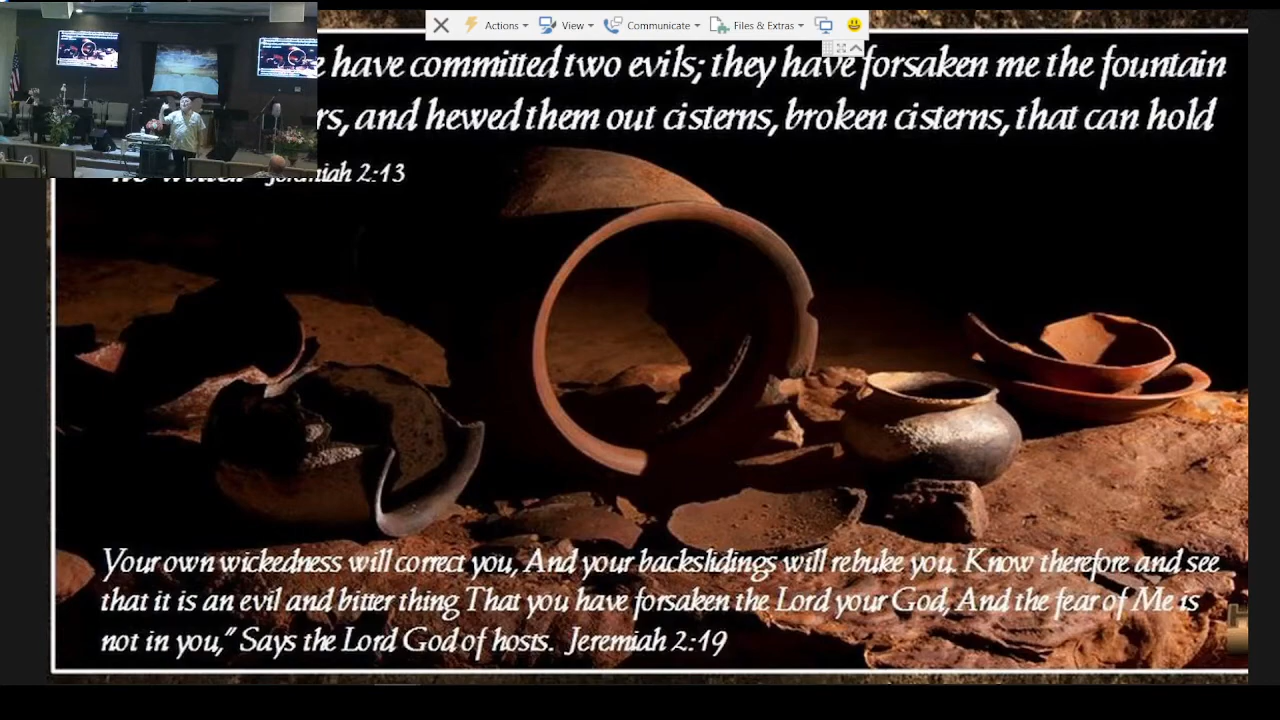 Actions View Communicate Files & Extras
e have committed two evils; they have forsaken me the fountain
rs, and hewed them out cisterns, broken cisterns, that can hold
Jeremiah 2:13
Your own wickedness will correct you, And your backslidings will rebuke you. Know therefore and see
that it is an evil and bitter thing That you have forsaken the Lord your God, And the fear of Me is
not in you,” Says the Lord God of hosts. Jeremiah 2:19